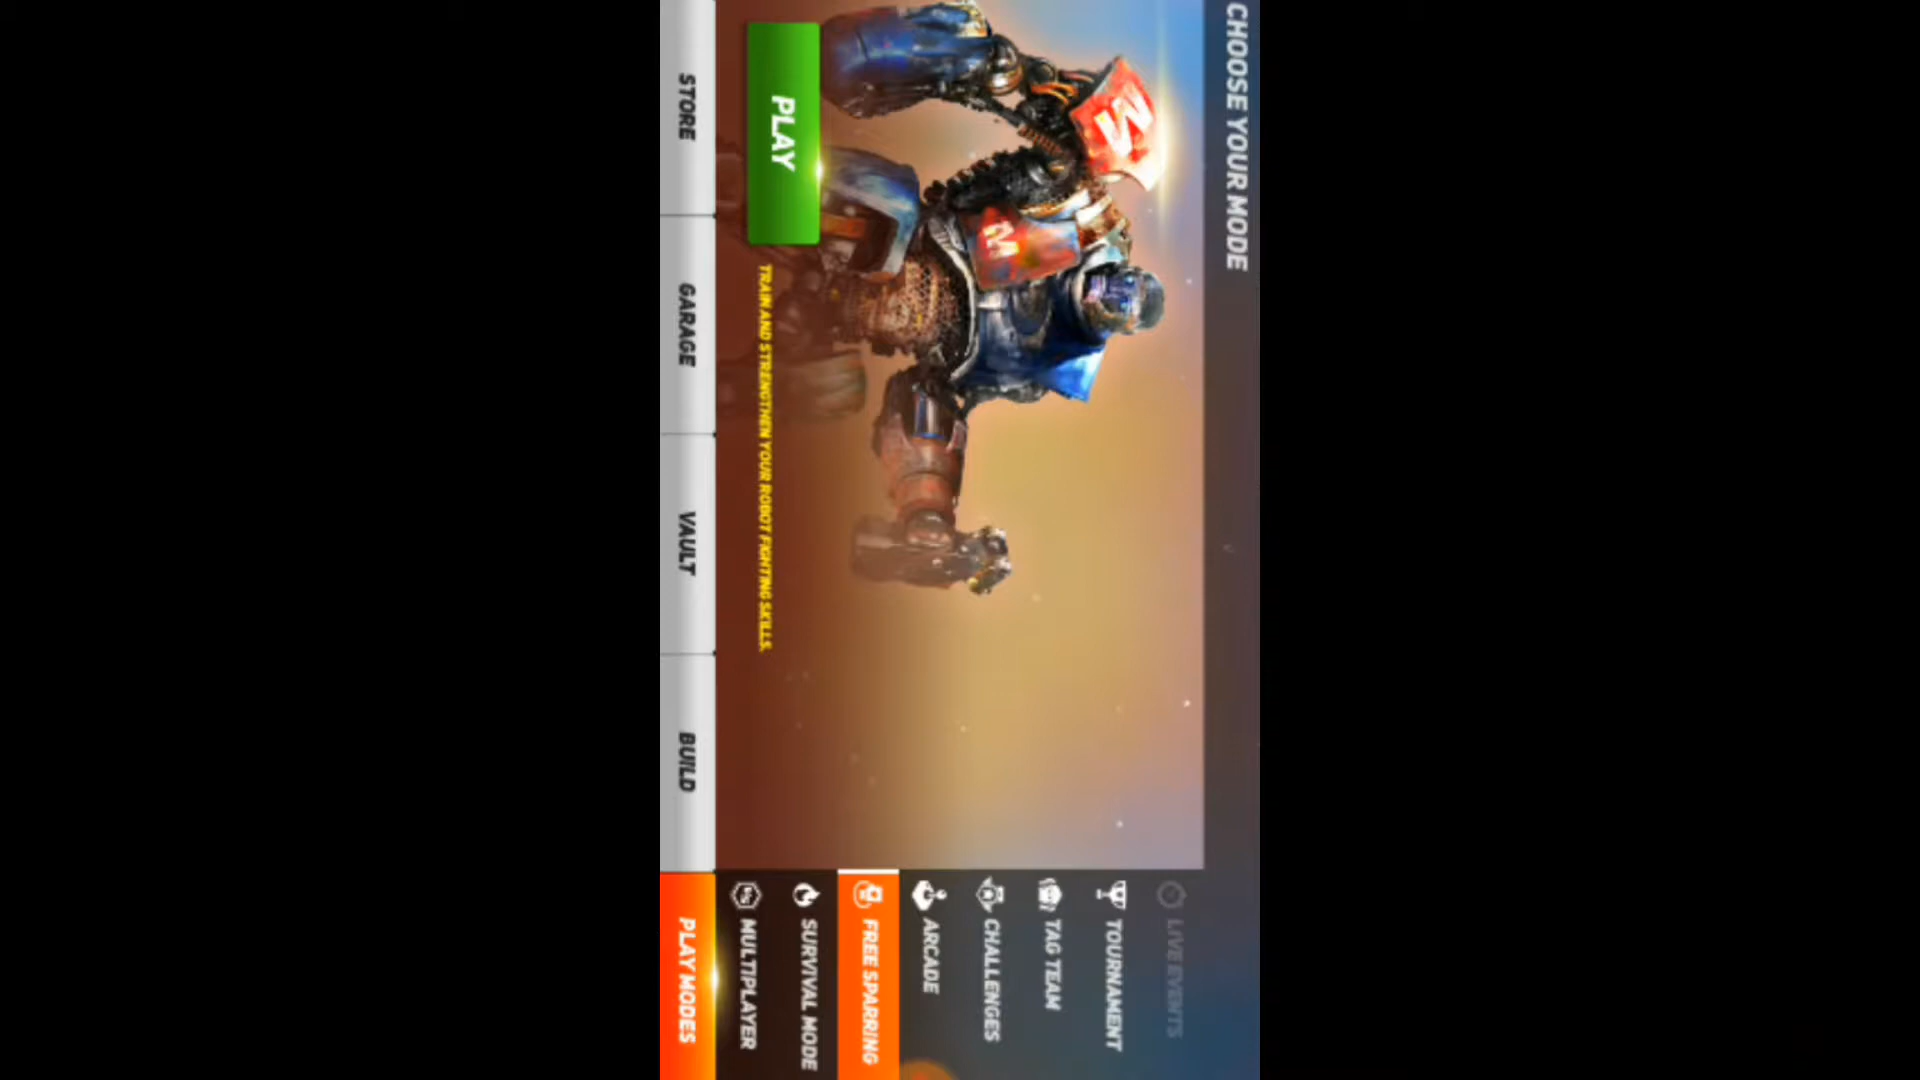 CHOOSE YOUR MODE
LIVE EVENTS
TOURNAMENT
TAG TEAM
CHALLENGES
ARCADE
FREE SPARRING
SURVIVAL MODE
MULTIPLAYER
M
M
PLAY
TRAIN AND STRENGTHEN YOUR ROBOT FIGHTING SKILLS.
STORE
GARAGE
VAULT
BUILD
PLAY MODES